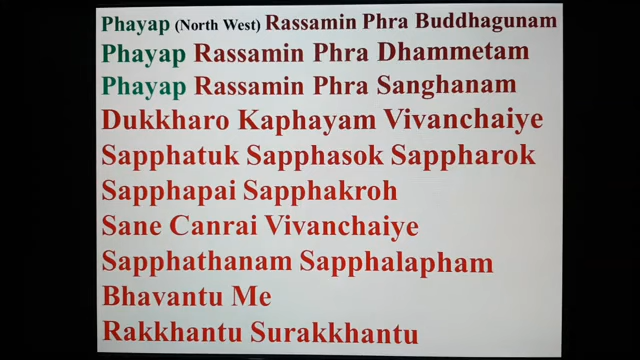 Phayap (North West) Rassamin Phra Buddhagunam
Phayap Rassamin Phra Dhammetam
Phayap Rassamin Phra Sanghanam
Dukkharo Kaphayam Vivanchaiye
Sapphatuk Sapphasok Sappharok
Sapphapai Sapphakroh
Sane Canrai Vivanchaiye
Sapphathanam Sapphalapham
Bhavantu Me
Rakkhantu Surakkhantu